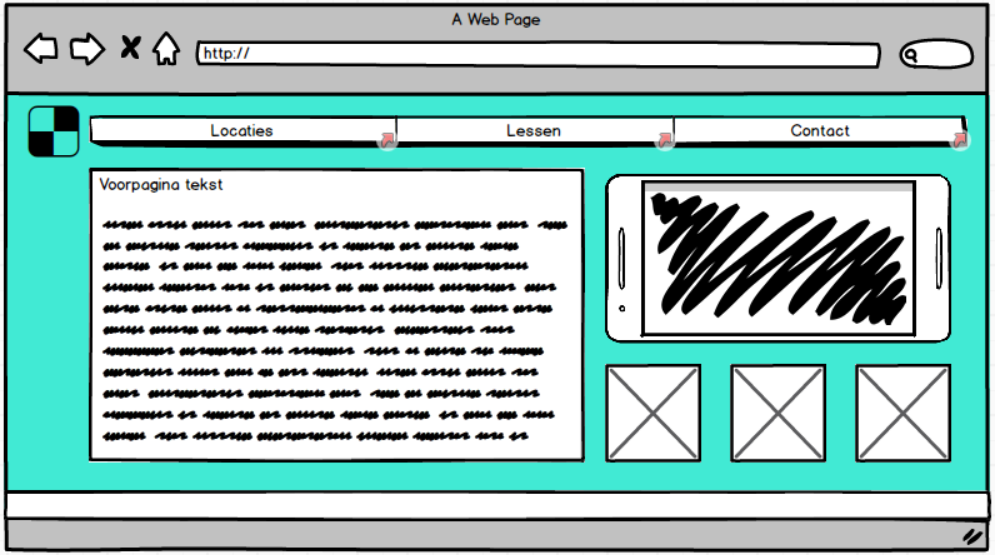 A Web Page
http://
Locaties
Lessen
Contact
Voorpagina tekst